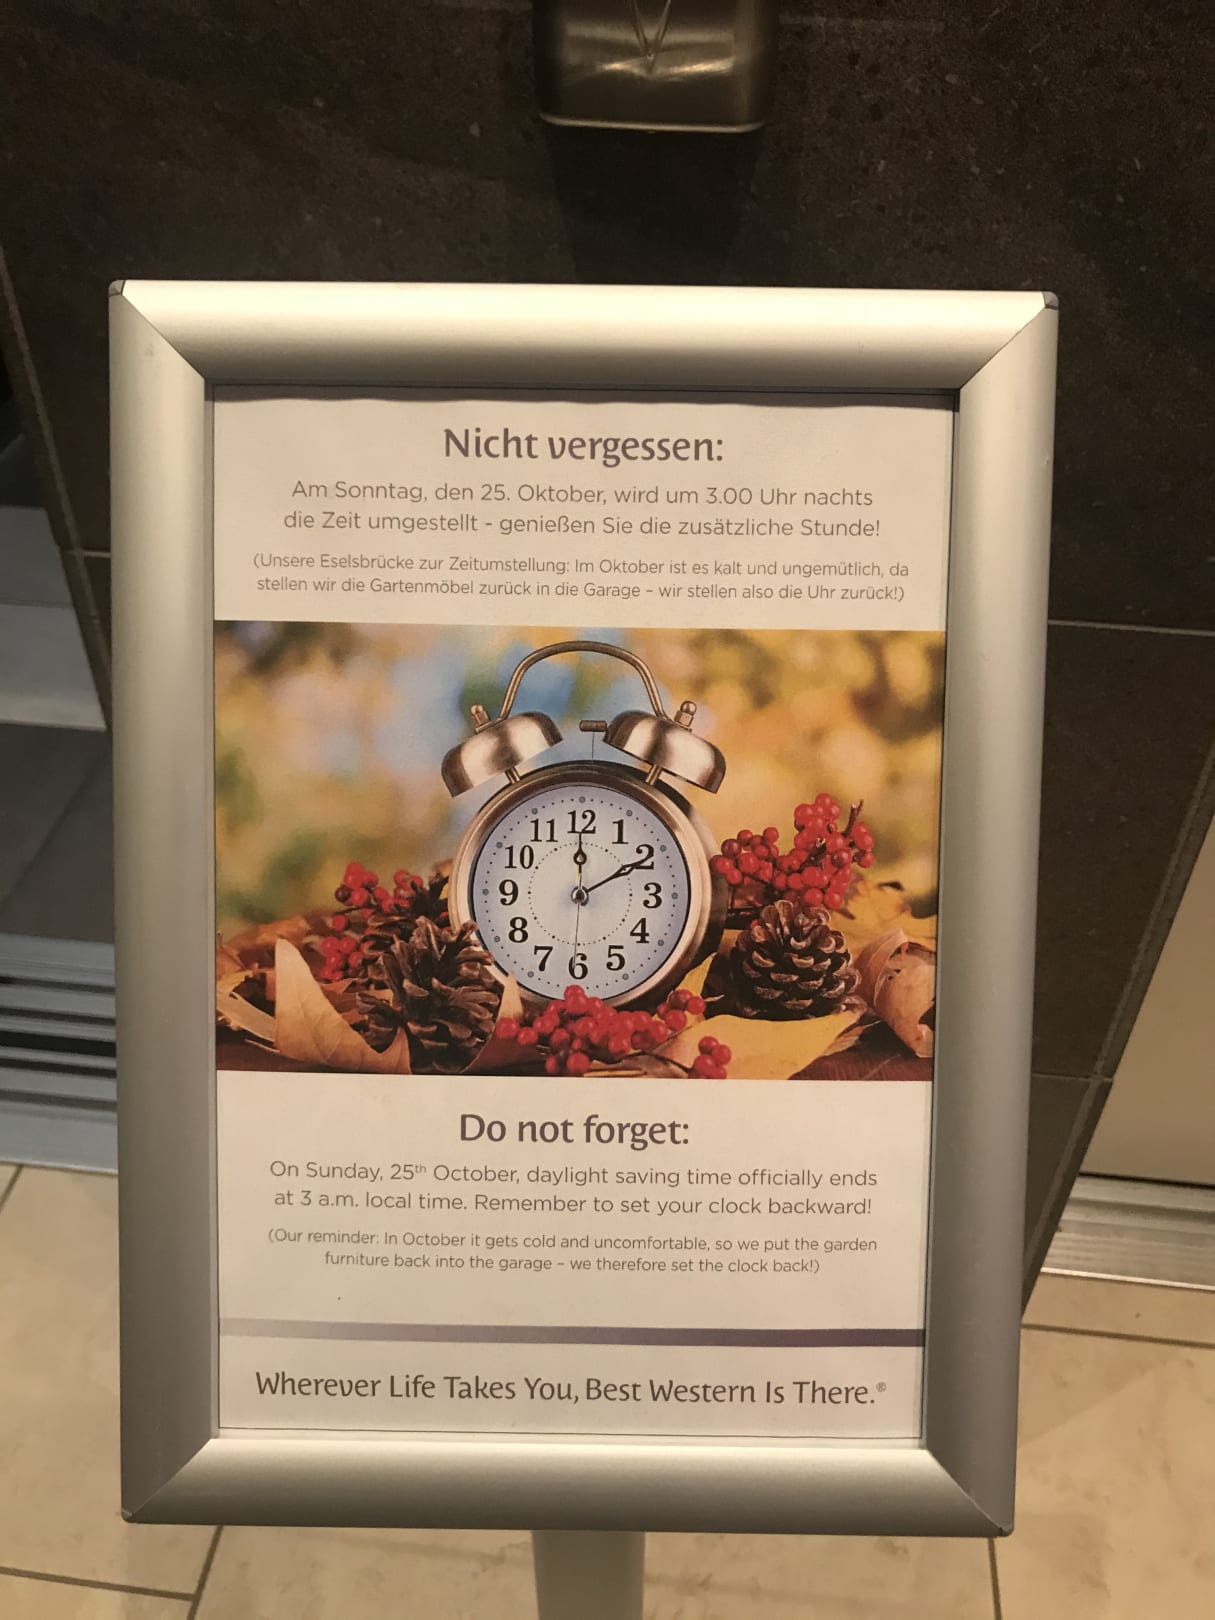 Nicht vergessen:
Am Sonntag, den 25. Oktober, wird um 3.00 Uhr nachts
die Zeit umgestellt - genießen Sie die zusätzliche Stunde!
(Unsere Eselsbrücke zur Zeitumstellung: Im Oktober ist es kalt und ungemütlich, da
stellen wir die Gartenmöbel zurück in die Garage – wir stellen also die Uhr zurück!)
12
11 1
10 2
9 3
8 4
7 6 5
Do not forget:
On Sunday, 25th October, daylight saving time officially ends
at 3 a.m. local time. Remember to set your clock backward!
(Our reminder: In October it gets cold and uncomfortable, so we put the garden
furniture back into the garage – we therefore set the clock back!)
Wherever Life Takes You, Best Western Is There.®